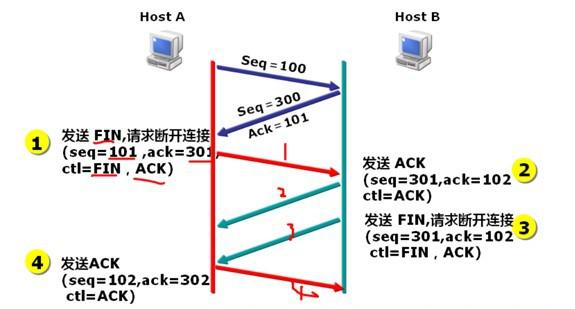 Host A
Host B
Seq=100
Seq=300
Ack=101
1
发送 FIN,请求断开连接
(seq=101 ,ack=301,
ctl=FIN , ACK)
1
发送 ACK
(seq=301,ack=102
ctl=ACK)
2
2
发送 FIN,请求断开连接
(seq=301,ack=102
ctl=FIN , ACK)
3
3
4
发送ACK
(seq=102,ack=302
ctl=ACK)
4